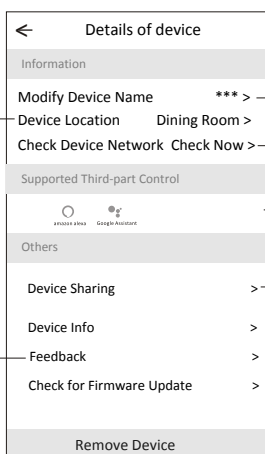 ← Details of device
Information
Modify Device Name *** >
Device Location Dining Room >
Check Device Network Check Now >
Supported Third-part Control
amazon alexa Google Assistant
Others
Device Sharing >
Device Info >
Feedback >
Check for Firmware Update >
Remove Device